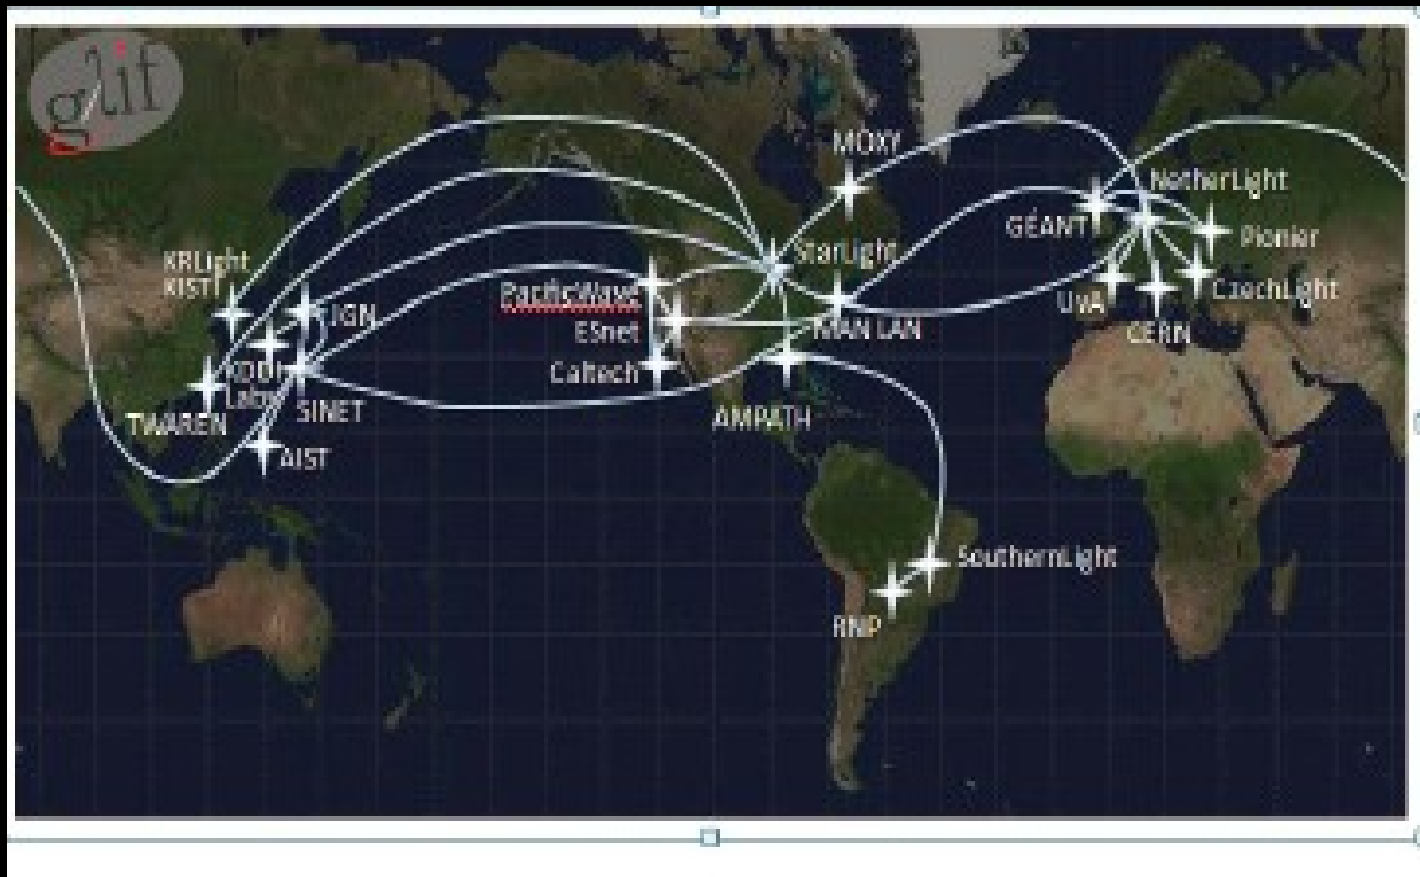 glif
MOXY
NetherLight
GÉANT
Pionier
StarLight
KRLight
KISTI
PacificWave
CzechLight
UvA
JGN
ESnet
MAN LAN
CERN
Caltech
KDDI
Labs
SINET
TWAREN
AMPATH
AIST
SouthernLight
RNP